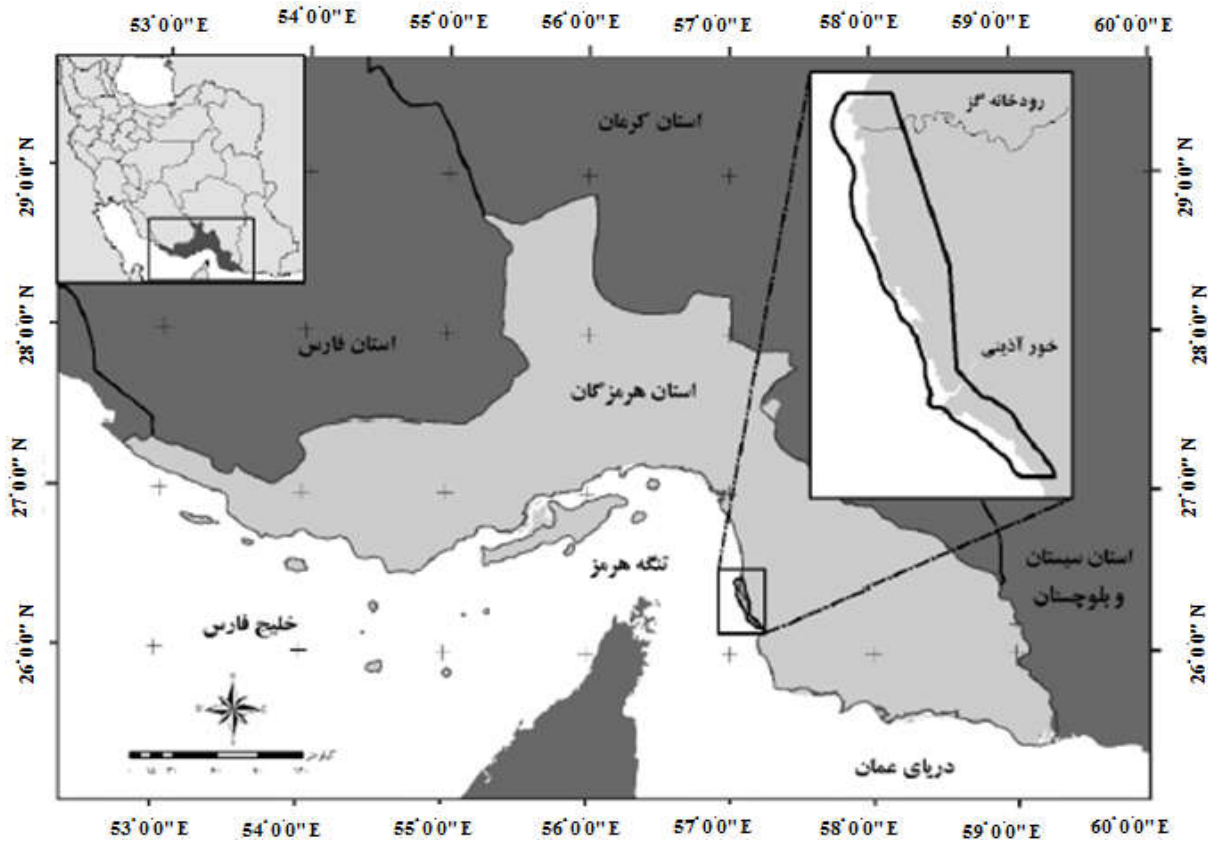 53°0'0"E 54°0'0"E 55°0'0"E 56°0'0"E 57°0'0"E 58°0'0"E 59°0'0"E 60°0'0"E
رودخانه گز
استان کرمان
29°0'0" N
29°0'0" N
28°0'0" N
28°0'0" N
استان فارس
خور آذینی
استان هرمزگان
27°0'0" N
27°0'0" N
استان سیستان
و بلوچستان
تنگه هرمز
خلیج فارس
26°0'0" N
26°0'0" N
دریای عمان
53°0'0"E 54°0'0"E 55°0'0"E 56°0'0"E 57°0'0"E 58°0'0"E 59°0'0"E 60°0'0"E